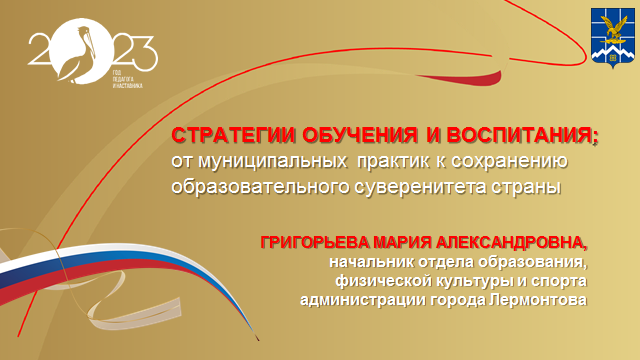 2023
ГОД
ПЕДАГОГА
И НАСТАВНИКА
СТРАТЕГИИ ОБУЧЕНИЯ И ВОСПИТАНИЯ;
от муниципальных практик к сохранению
образовательного суверенитета страны
ГРИГОРЬЕВА МАРИЯ АЛЕКСАНДРОВНА,
начальник отдела образования,
физической культуры и спорта
администрации города Лермонтова